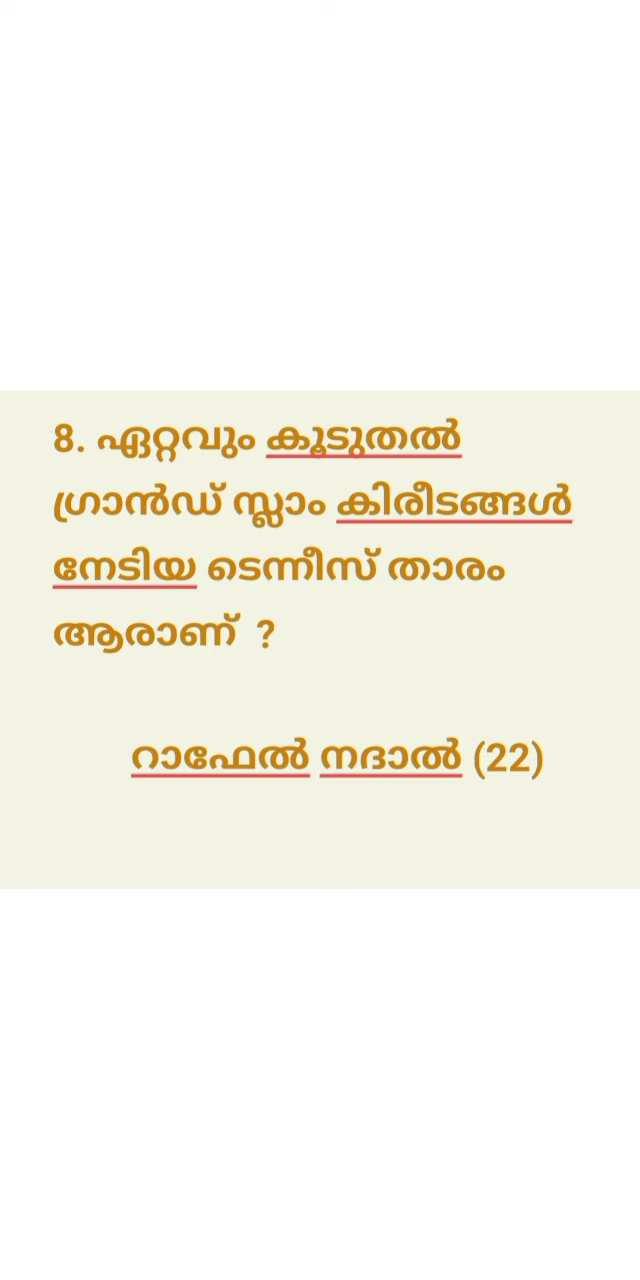 8. ഏറ്റവും കൂടുതൽ
ഗ്രാൻഡ് സ്ലാം കിരീടങ്ങൾ
നേടിയ ടെന്നീസ് താരം
ആരാണ് ?
റാഫേൽ നദാൽ (22)